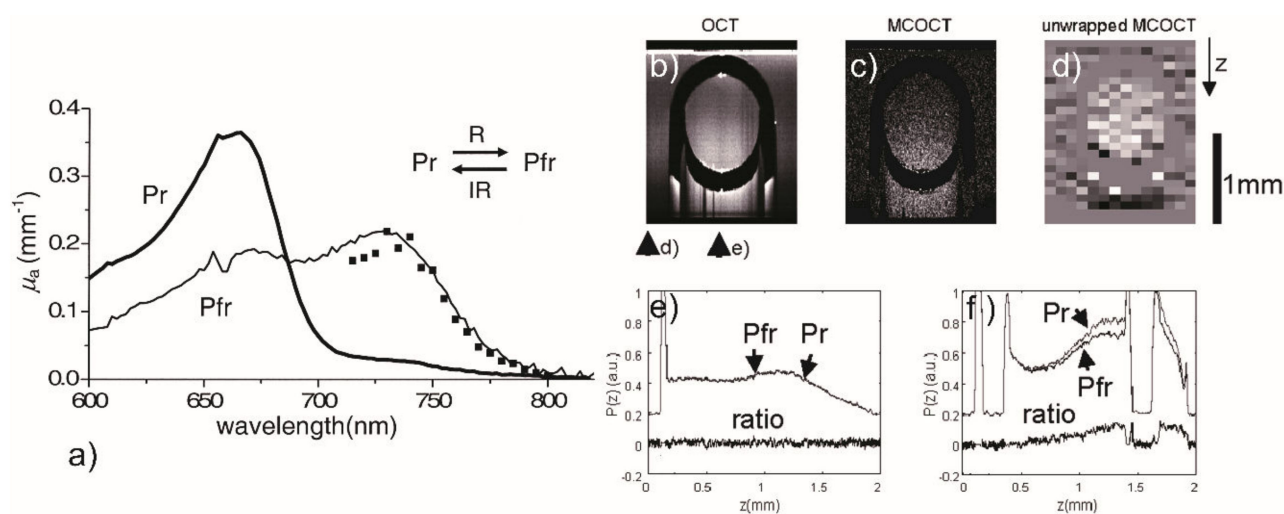 OCT
MCOCT
unwrapped MCOCT
b)
c)
d)
z
1mm
d)
e)
0.4
0.3
0.2
0.1
0.0
μa (mm-1)
600
650
700
750
800
wavelength(nm)
Pr
Pfr
R
Pr
Pfr
IR
a)
e)
1
0.8
0.6
0.4
0.2
0
-0.2
P(z) (a.u.)
Pfr
Pr
ratio
0
0.5
1
1.5
2
z(mm)
f)
1
0.8
0.6
0.4
0.2
0
-0.2
P(z) (a.u.)
Pr
Pfr
ratio
0
0.5
1
1.5
2
z(mm)